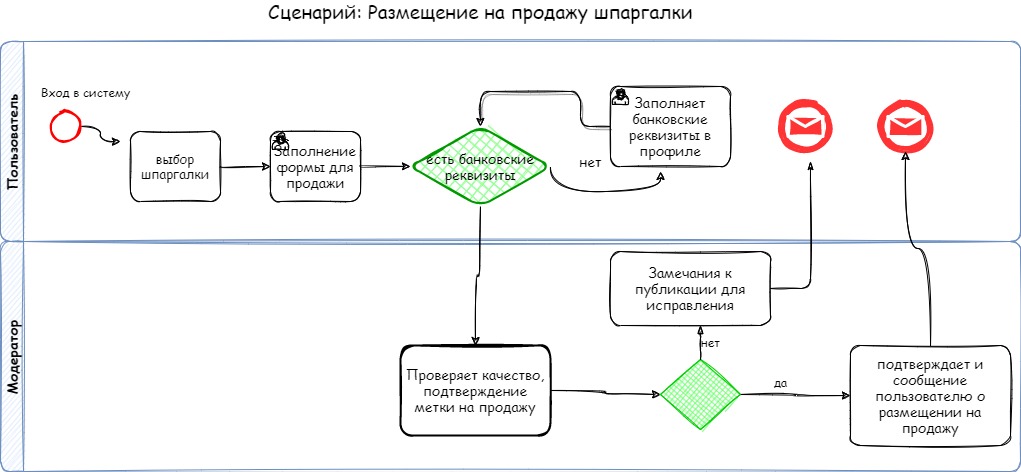 Сценарий: Размещение на продажу шпаргалки
Пользователь
Вход в систему
выбор
шпаргалки
Заполнение
формы для
продажи
есть банковские
реквизиты
нет
Заполняет
банковские
реквизиты в
профиле
Модератор
Проверяет качество,
подтверждение
метки на продажу
Замечания к
публикации для
исправления
нет
да
подтверждает и
сообщение
пользователю о
размещении на
продажу